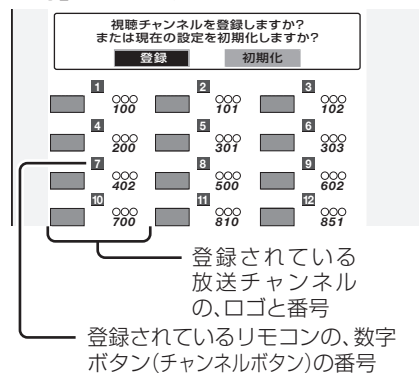 視聴チャンネルを登録しますか?
または現在の設定を初期化しますか?
登録 初期化
1 2 3
○○○ ○○○ ○○○
100 101 102
4 5 6
○○○ ○○○ ○○○
200 301 303
7 8 9
○○○ ○○○ ○○○
402 500 602
10 11 12
○○○ ○○○ ○○○
700 810 851
登録されている
放送チャンネル
の、ロゴと番号
登録されているリモコンの、数字
ボタン(チャンネルボタン)の番号